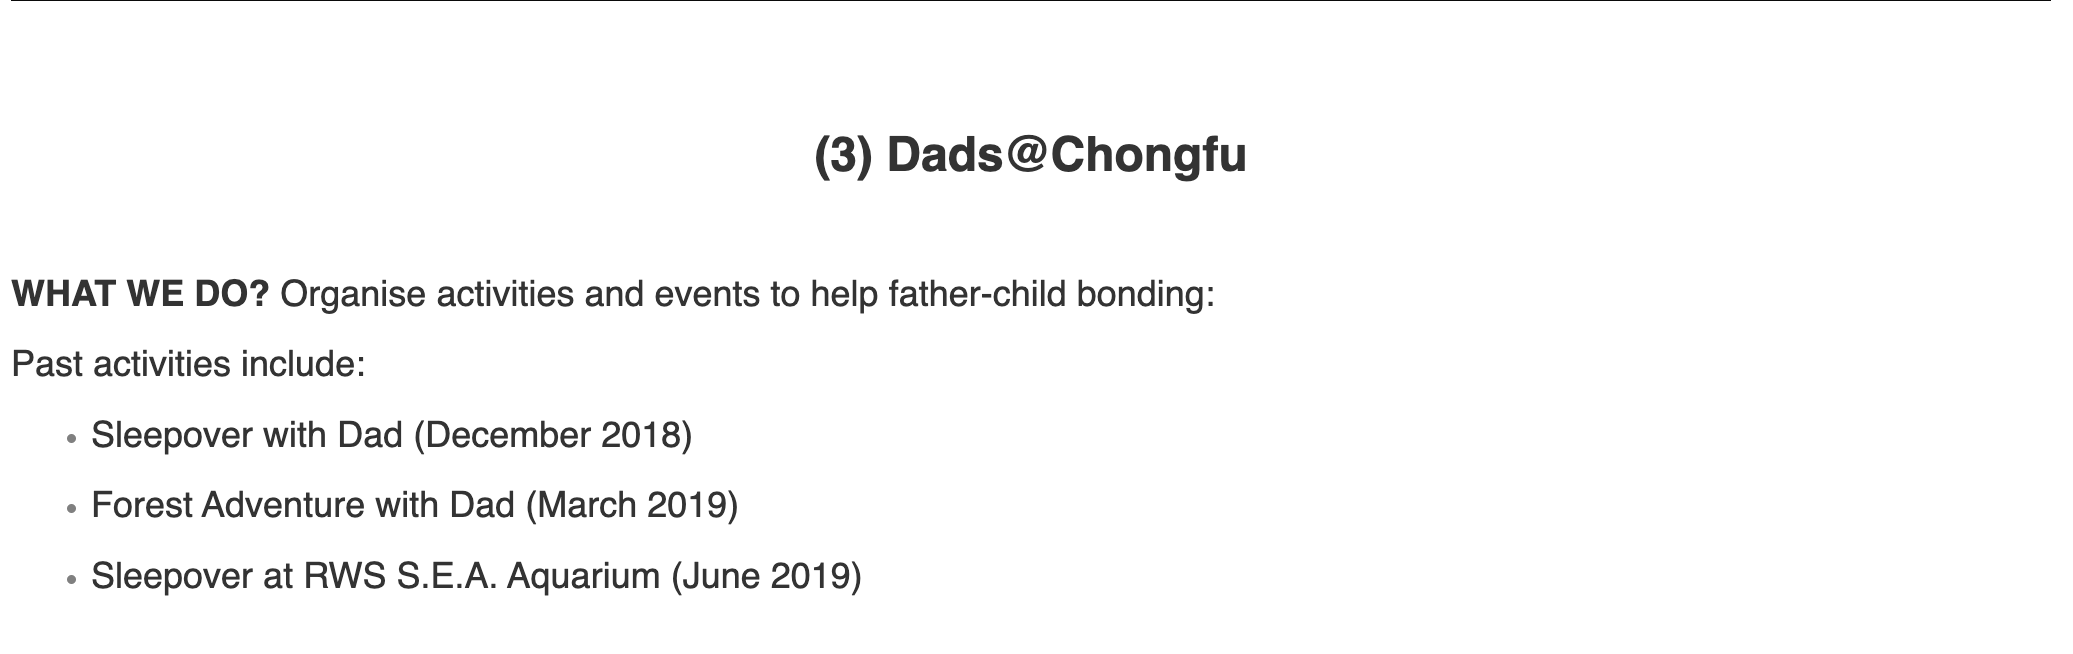 (3) Dads@Chongfu
WHAT WE DO? Organise activities and events to help father-child bonding:
Past activities include:
• Sleepover with Dad (December 2018)
• Forest Adventure with Dad (March 2019)
• Sleepover at RWS S.E.A. Aquarium (June 2019)